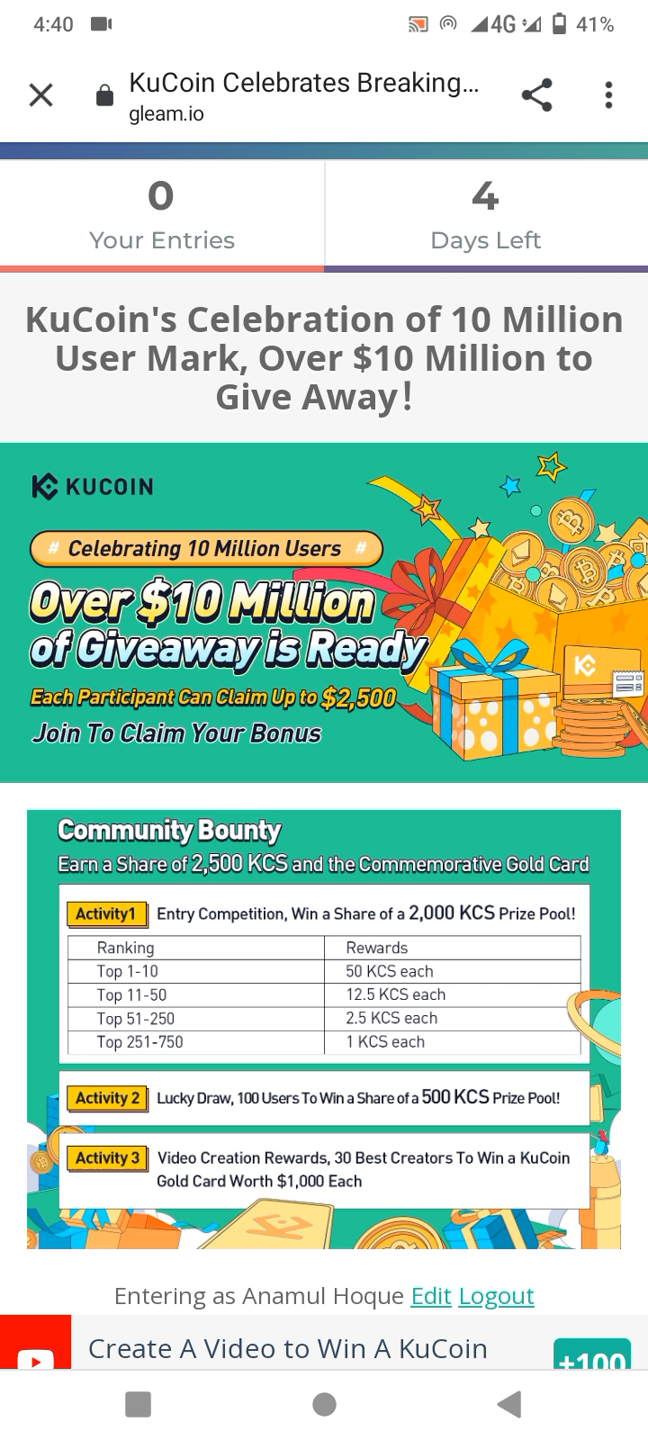 4:40
4G
41%
KuCoin Celebrates Breaking...
gleam.io
0
Your Entries
4
Days Left
KuCoin's Celebration of 10 Million
User Mark, Over $10 Million to
Give Away!
KUCOIN
# Celebrating 10 Million Users #
Over $10 Million
of Giveaway is Ready
Each Participant Can Claim Up to $2,500
Join To Claim Your Bonus
Community Bounty
Earn a Share of 2,500 KCS and the Commemorative Gold Card
Activity1 Entry Competition, Win a Share of a 2,000 KCS Prize Pool!
Ranking Rewards
Top 1-10 50 KCS each
Top 11-50 12.5 KCS each
Top 51-250 2.5 KCS each
Top 251-750 1 KCS each
Activity 2 Lucky Draw, 100 Users To Win a Share of a 500 KCS Prize Pool!
Activity 3 Video Creation Rewards, 30 Best Creators To Win a KuCoin
Gold Card Worth $1,000 Each
Entering as Anamul Hoque Edit Logout
Create A Video to Win A KuCoin
+100